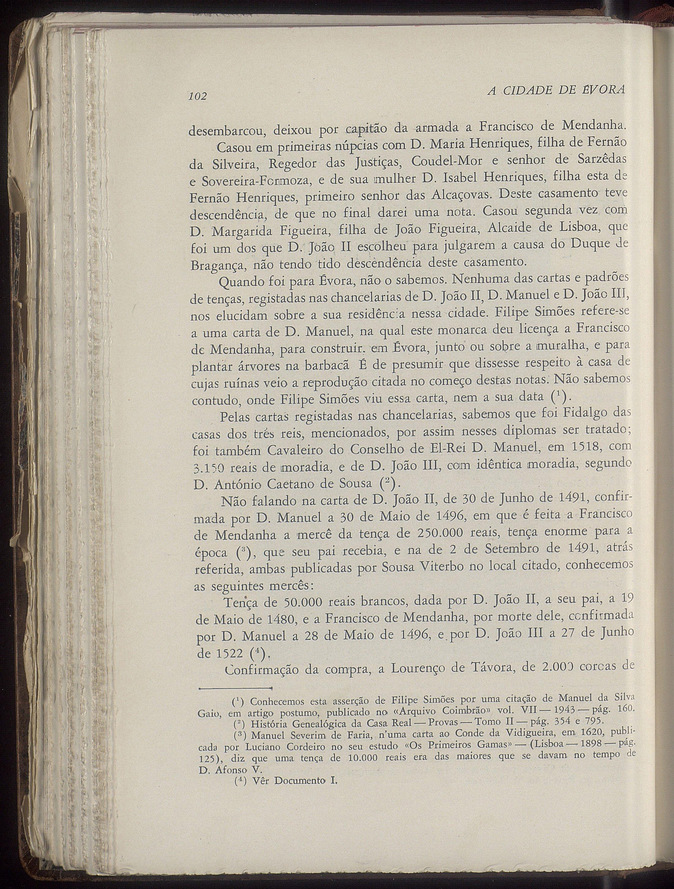 102
A CIDADE DE ÉVORA
desembarcou, deixou por capitão da armada a Francisco de Mendanha.
Casou em primeiras núpcias com D. Maria Henriques, filha de Fernão
da Silveira, Regedor das Justiças, Coudel-Mor e senhor de Sarzêdas
e Sovereira-Formoza, e de sua mulher D. Isabel Henriques, filha esta de
Fernão Henriques, primeiro senhor das Alcaçovas. Deste casamento teve
descendência, de que no final darei uma nota. Casou segunda vez com
D. Margarida Figueira, filha de João Figueira, Alcaide de Lisboa, que
foi um dos que D. João II escolheu para julgarem a causa do Duque de
Bragança, não tendo tido descendência deste casamento.
Quando foi para Évora, não o sabemos. Nenhuma das cartas e padrões
de tenças, registadas nas chancelarias de D. João II, D. Manuel e D. João III,
nos elucidam sobre a sua residência nessa cidade. Filipe Simões refere-se
a uma carta de D. Manuel, na qual este monarca deu licença a Francisco
de Mendanha, para construir. em Évora, junto ou sobre a muralha, e para
plantar árvores na barbacã É de presumir que dissesse respeito à casa de
cujas ruínas veio a reprodução citada no começo destas notas. Não sabemos
contudo, onde Filipe Simões viu essa carta, nem a sua data (¹).
Pelas cartas registadas nas chancelarias, sabemos que foi Fidalgo das
casas dos três reis, mencionados, por assim nesses diplomas ser tratado;
foi também Cavaleiro do Conselho de El-Rei D. Manuel, em 1518, com
3.150 reais de moradia, e de D. João III, com idêntica moradia, segundo
D. António Caetano de Sousa (²).
Não falando na carta de D. João II, de 30 de Junho de 1491, confir-
mada por D. Manuel a 30 de Maio de 1496, em que é feita a Francisco
de Mendanha a mercê da tença de 250.000 reais, tença enorme para a
época (³), que seu pai recebia, e na de 2 de Setembro de 1491, atrás
referida, ambas publicadas por Sousa Viterbo no local citado, conhecemos
as seguintes mercês:
Tença de 50.000 reais brancos, dada por D. João II, a seu pai, a 19
de Maio de 1480, e a Francisco de Mendanha, por morte dele, confirmada
por D. Manuel a 28 de Maio de 1496, e por D. João III a 27 de Junho
de 1522 (⁴).
Confirmação da compra, a Lourenço de Távora, de 2.000 coroas de
(¹) Conhecemos esta asserção de Filipe Simões por uma citação de Manuel da Silva
Gaio, em artigo postumo, publicado no «Arquivo Coimbrão» vol. VII — 1943 — pág. 160.
(²) História Genealógica da Casa Real — Provas — Tomo II — pág. 354 e 795.
(³) Manuel Severim de Faria, n'uma carta ao Conde da Vidigueira, em 1620, publi-
cada por Luciano Cordeiro no seu estudo «Os Primeiros Gamas» — (Lisboa — 1898 — pág.
125), diz que uma tença de 10.000 reais era das maiores que se davam no tempo de
D. Afonso V.
(⁴) Vêr Documento I.